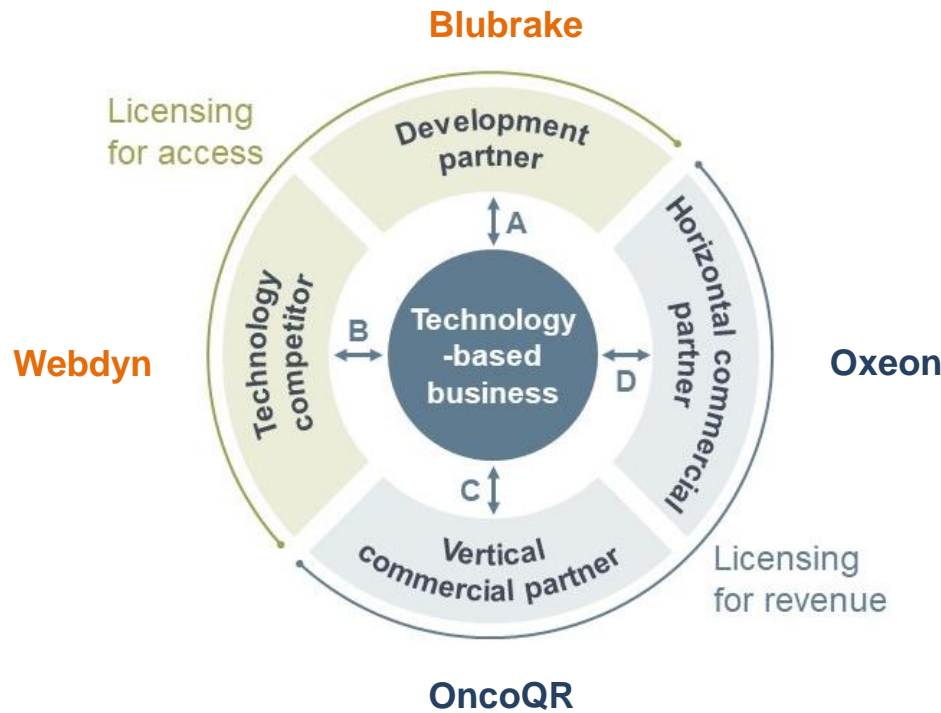 Blubrake
Licensing
for access
Development
partner
A
Horizontal commercial
partner
Technology
competitor
B
Technology
-based
business
D
Webdyn
Oxeon
C
Vertical
commercial partner
Licensing
for revenue
OncoQR